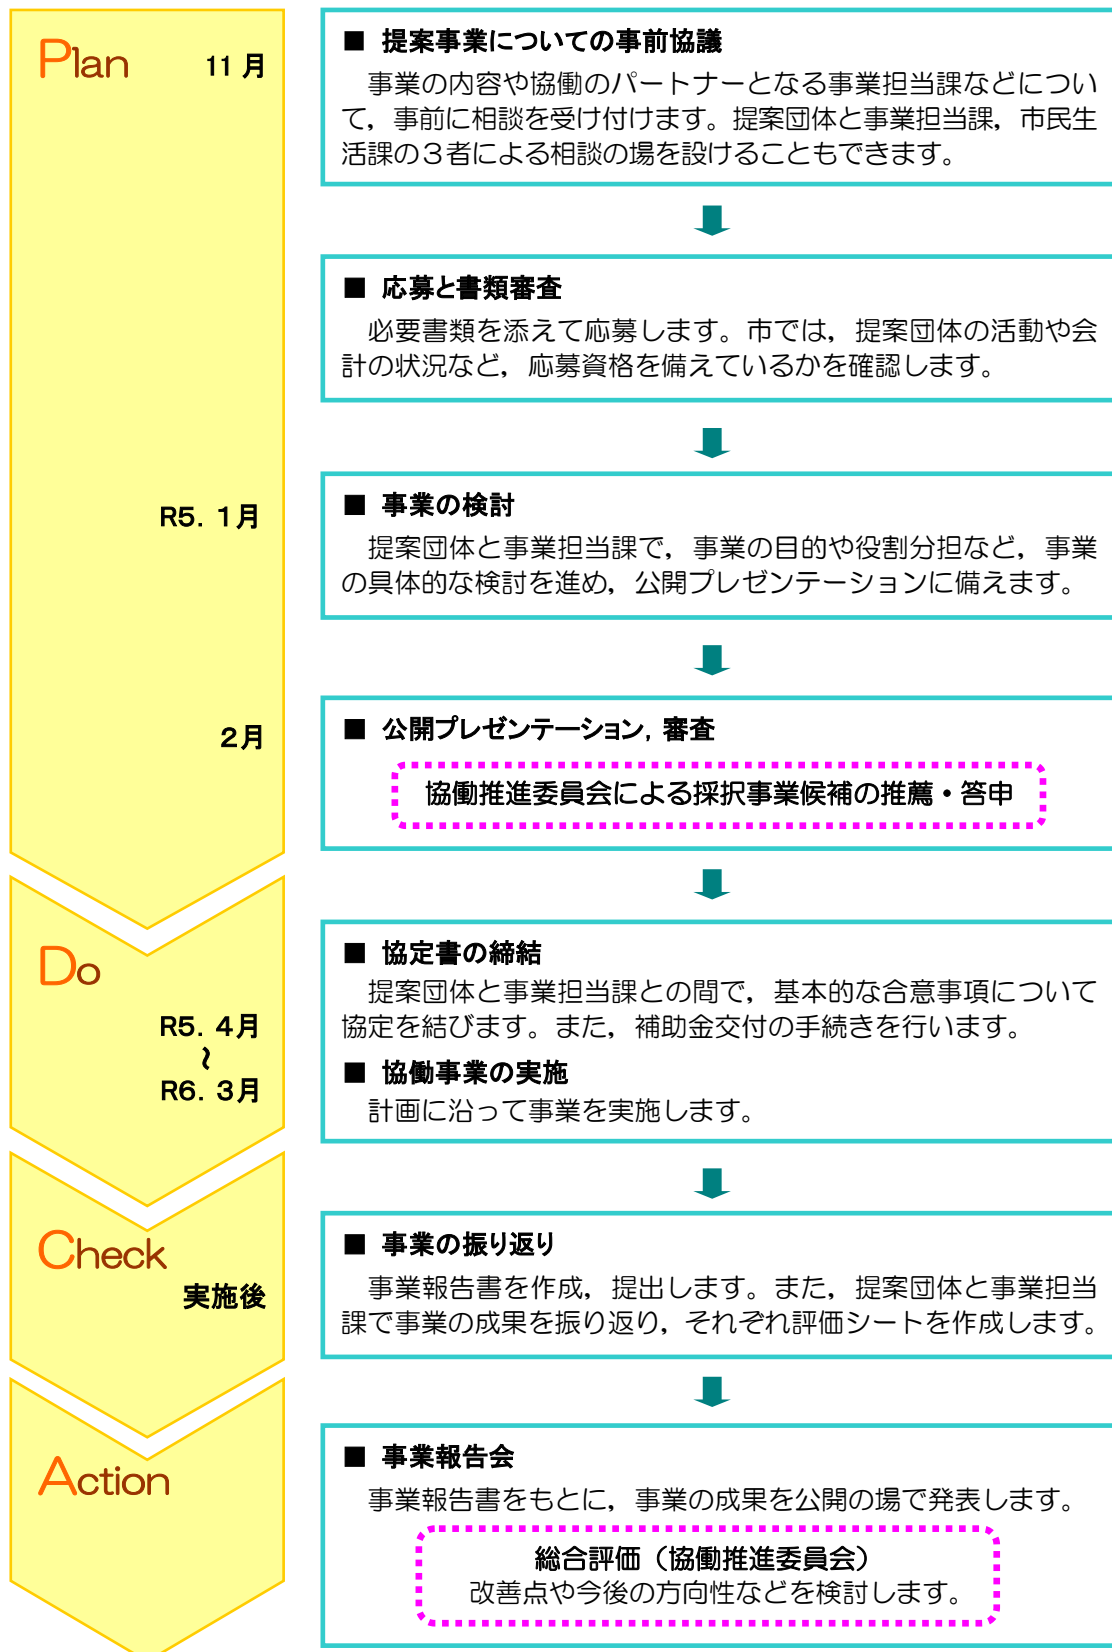 Plan 11月
■ 提案事業についての事前協議
事業の内容や協働のパートナーとなる事業担当課などについ
て，事前に相談を受け付けます。提案団体と事業担当課，市民生
活課の３者による相談の場を設けることもできます。
■ 応募と書類審査
必要書類を添えて応募します。市では，提案団体の活動や会
計の状況など，応募資格を備えているかを確認します。
R5. 1月
■ 事業の検討
提案団体と事業担当課で，事業の目的や役割分担など，事業
の具体的な検討を進め，公開プレゼンテーションに備えます。
2月
■ 公開プレゼンテーション，審査
協働推進委員会による採択事業候補の推薦・答申
Do
R5. 4月
～
R6. 3月
■ 協定書の締結
提案団体と事業担当課との間で，基本的な合意事項について
協定を結びます。また，補助金交付の手続きを行います。
■ 協働事業の実施
計画に沿って事業を実施します。
Check
実施後
■ 事業の振り返り
事業報告書を作成，提出します。また，提案団体と事業担当
課で事業の成果を振り返り，それぞれ評価シートを作成します。
Action
■ 事業報告会
事業報告書をもとに，事業の成果を公開の場で発表します。
総合評価（協働推進委員会）
改善点や今後の方向性などを検討します。